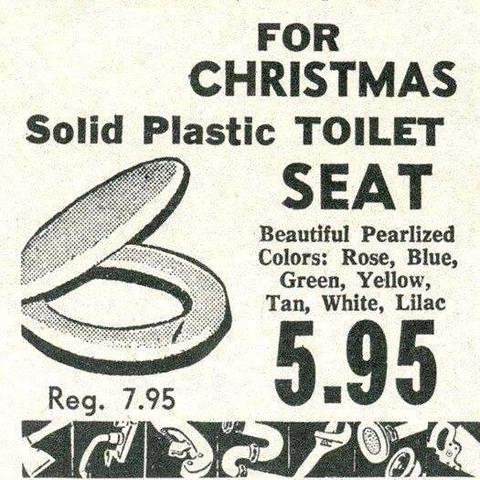 FOR
CHRISTMAS
Solid Plastic TOILET
SEAT
Beautiful Pearlized
Colors: Rose, Blue,
Green, Yellow,
Tan, White, Lilac
5.95
Reg. 7.95